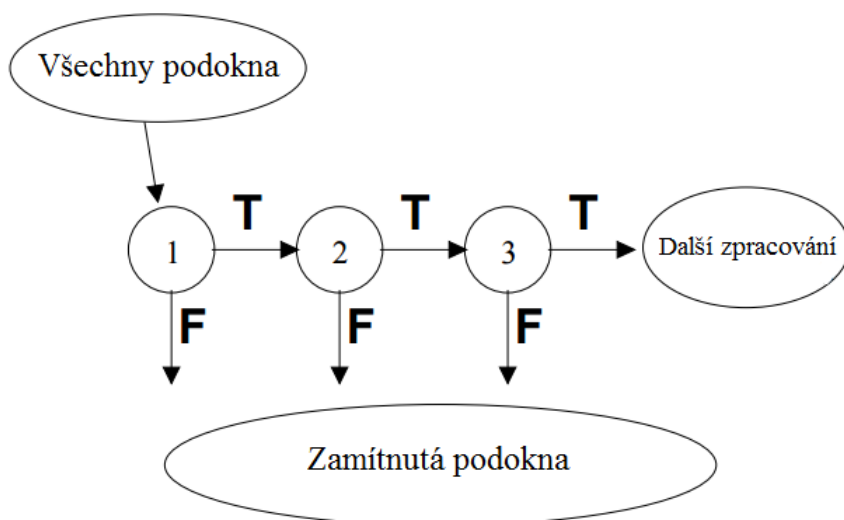 Všechny podokna
T
T
T
1
2
3
Další zpracování
F
F
F
Zamítnutá podokna